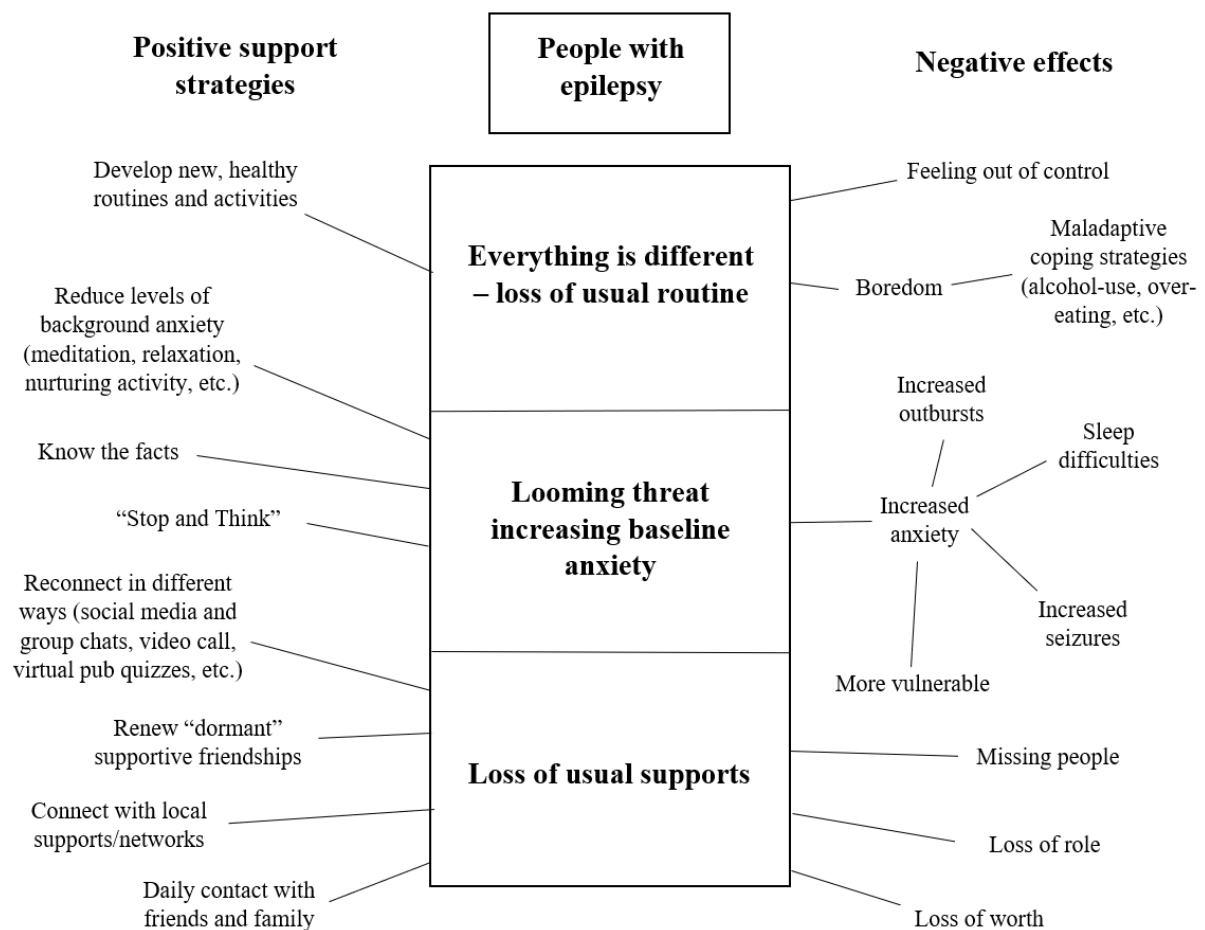 Positive support
strategies
People with
epilepsy
Negative effects
Develop new, healthy
routines and activities
Reduce levels of
background anxiety
(meditation, relaxation,
nurturing activity, etc.)
Know the facts
“Stop and Think”
Reconnect in different
ways (social media and
group chats, video call,
virtual pub quizzes, etc.)
Renew “dormant”
supportive friendships
Connect with local
supports/networks
Daily contact with
friends and family
Everything is different
– loss of usual routine
Looming threat
increasing baseline
anxiety
Loss of usual supports
Feeling out of control
Boredom
Maladaptive
coping strategies
(alcohol-use, over-
eating, etc.)
Increased
outbursts
Sleep
difficulties
Increased
anxiety
Increased
seizures
More vulnerable
Missing people
Loss of role
Loss of worth